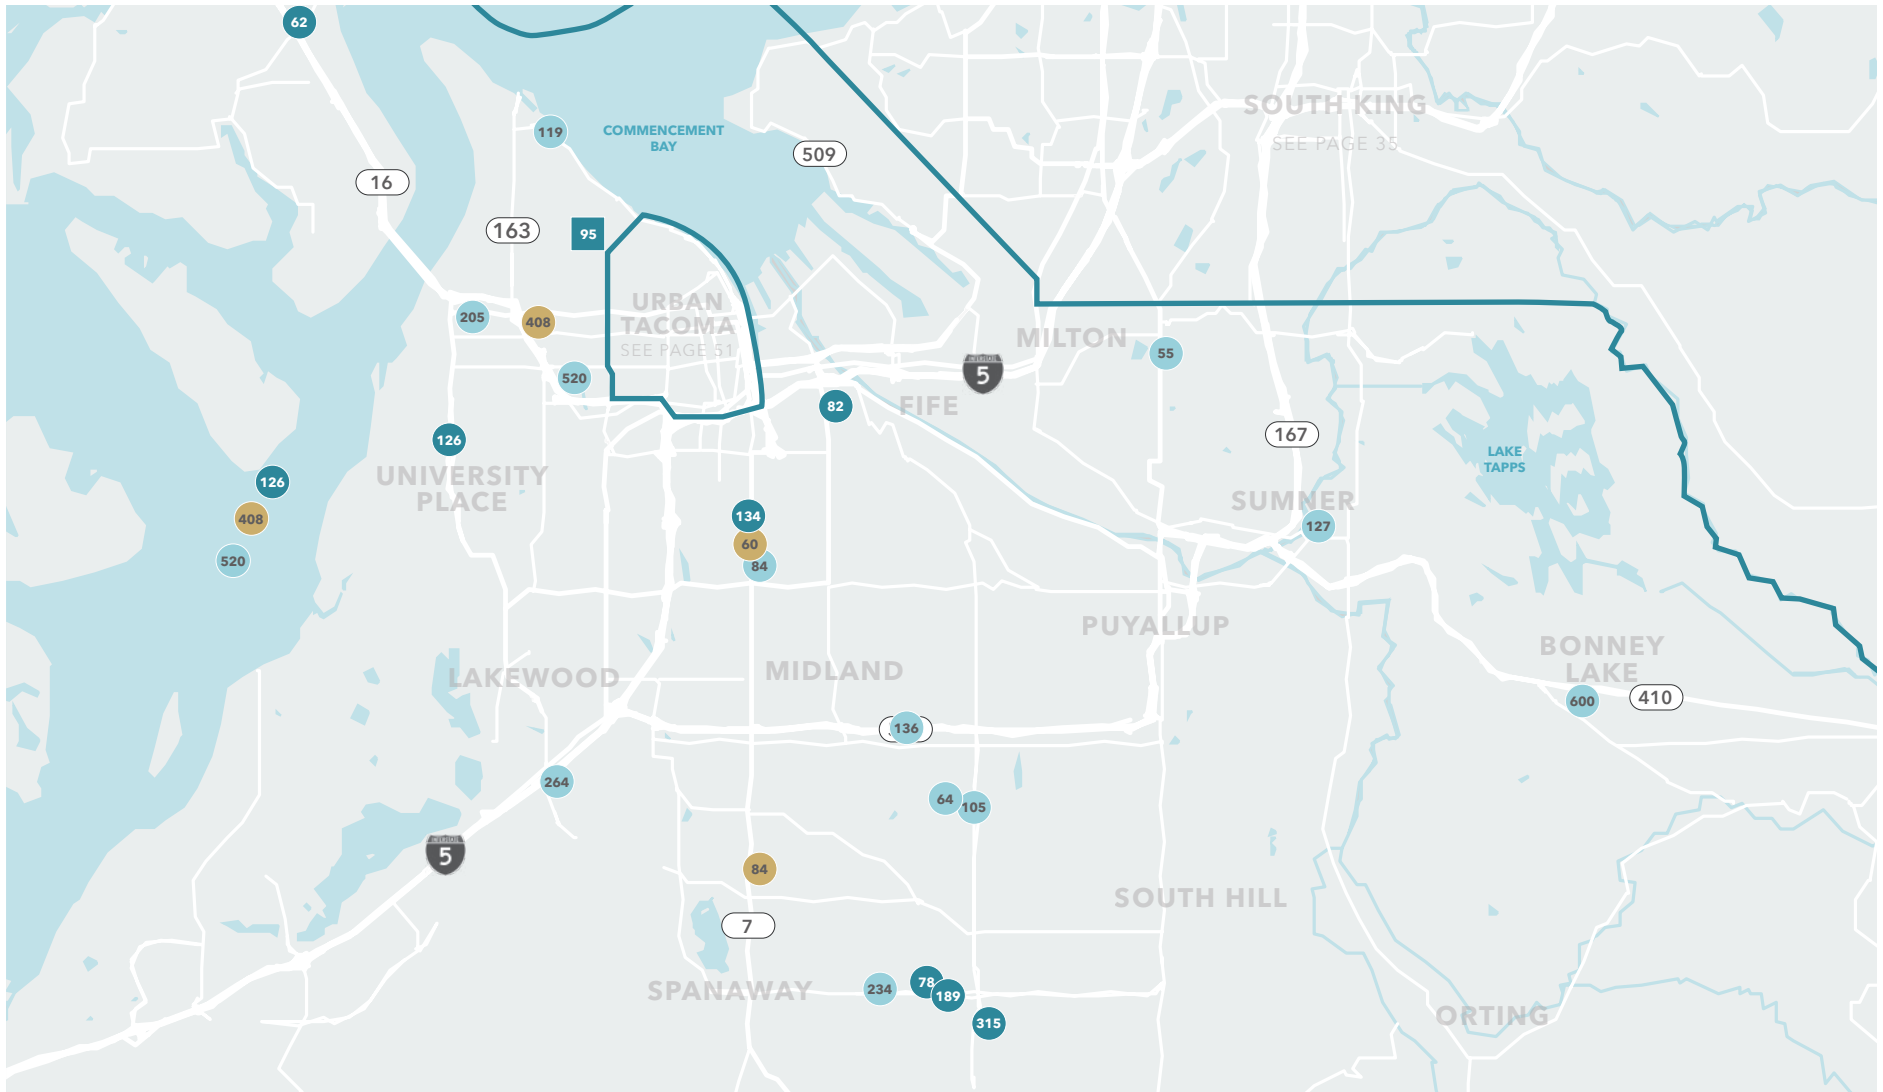 62
119
COMMENCEMENT
BAY
SOUTH KING
SEE PAGE 35
509
16
163
95
URBAN
TACOMA
SEE PAGE 51
205
408
520
MILTON
55
INTERSTATE
5
82
FIFE
126
UNIVERSITY
PLACE
167
LAKE
TAPPS
126
408
520
134
60
84
SUMNER
127
PUYALLUP
BONNEY
LAKE
600
410
LAKEWOOD
MIDLAND
136
264
64
105
INTERSTATE
5
84
7
SOUTH HILL
SPANAWAY
234
78
189
315
ORTING